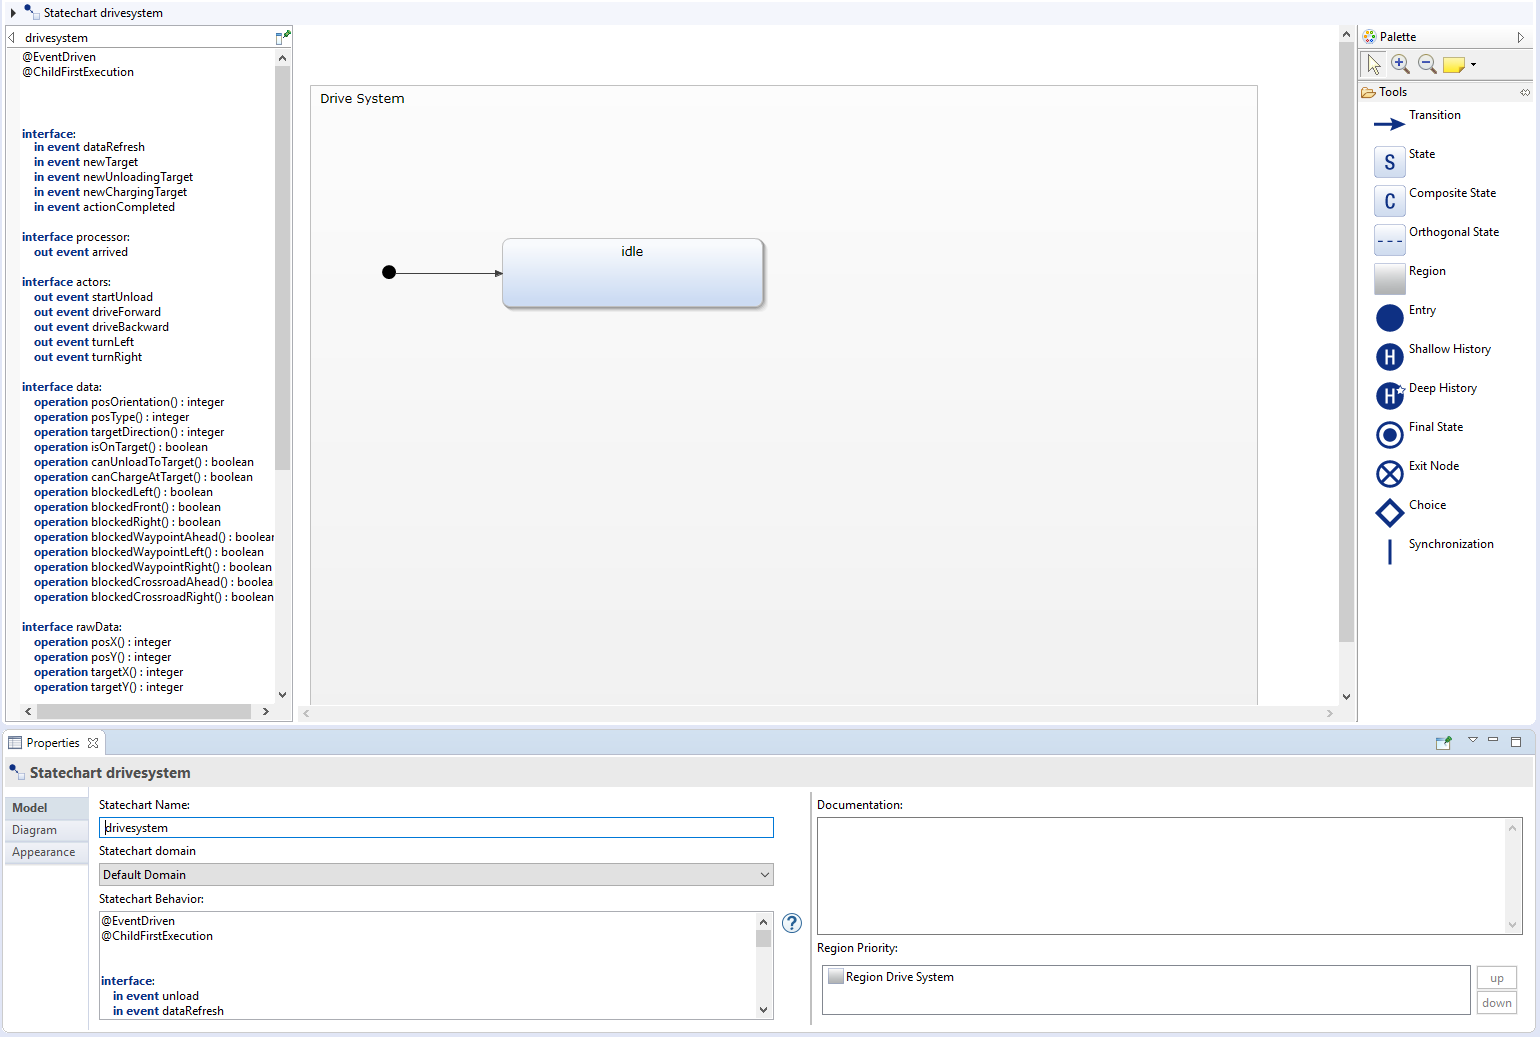 Statechart drivesystem
drivesystem
@EventDriven
@ChildFirstExecution
interface:
in event dataRefresh
in event newTarget
in event newUnloadingTarget
in event newChargingTarget
in event actionCompleted
interface processor:
out event arrived
interface actors:
out event startUnload
out event driveForward
out event driveBackward
out event turnLeft
out event turnRight
interface data:
operation posOrientation() : integer
operation posType() : integer
operation targetDirection() : integer
operation isOnTarget() : boolean
operation canUnloadToTarget() : boolean
operation canChargeAtTarget() : boolean
operation blockedLeft() : boolean
operation blockedFront() : boolean
operation blockedRight() : boolean
operation blockedWaypointAhead() : boolear
operation blockedWaypointLeft() : boolean
operation blockedWaypointRight() : boolean
operation blockedCrossroadAhead() : boolea
operation blockedCrossroadRight() : boolean
interface rawData:
operation posX() : integer
operation posY() : integer
operation targetX() : integer
operation targetY() : integer
Drive System
idle
Palette
Tools
Transition
S State
C Composite State
Orthogonal State
Region
Entry
H Shallow History
H Deep History
Final State
Exit Node
Choice
Synchronization
Properties
Statechart drivesystem
Model
Diagram
Appearance
Statechart Name:
drivesystem
Statechart domain
Default Domain
Statechart Behavior:
@EventDriven
@ChildFirstExecution
interface:
in event unload
in event dataRefresh
?
Documentation:
Region Priority:
Region Drive System
up
down